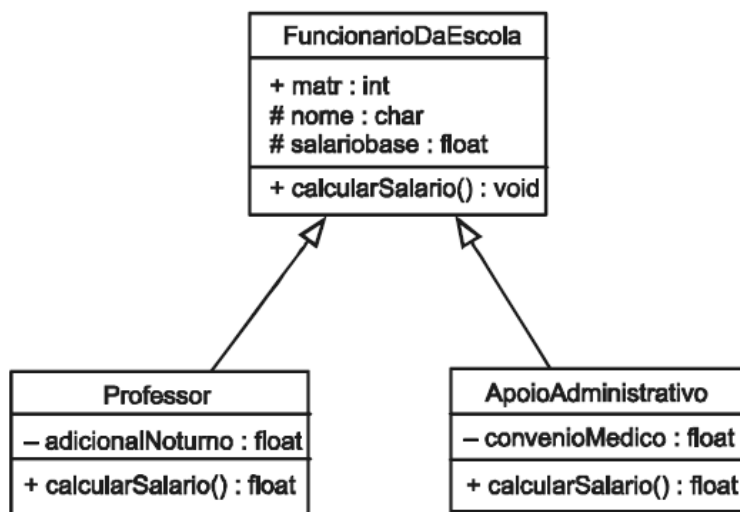 FuncionarioDaEscola
+ matr : int
# nome : char
# salariobase : float
+ calcularSalario() : void
Professor
– adicionalNoturno : float
+ calcularSalario() : float
ApoioAdministrativo
– convenioMedico : float
+ calcularSalario() : float